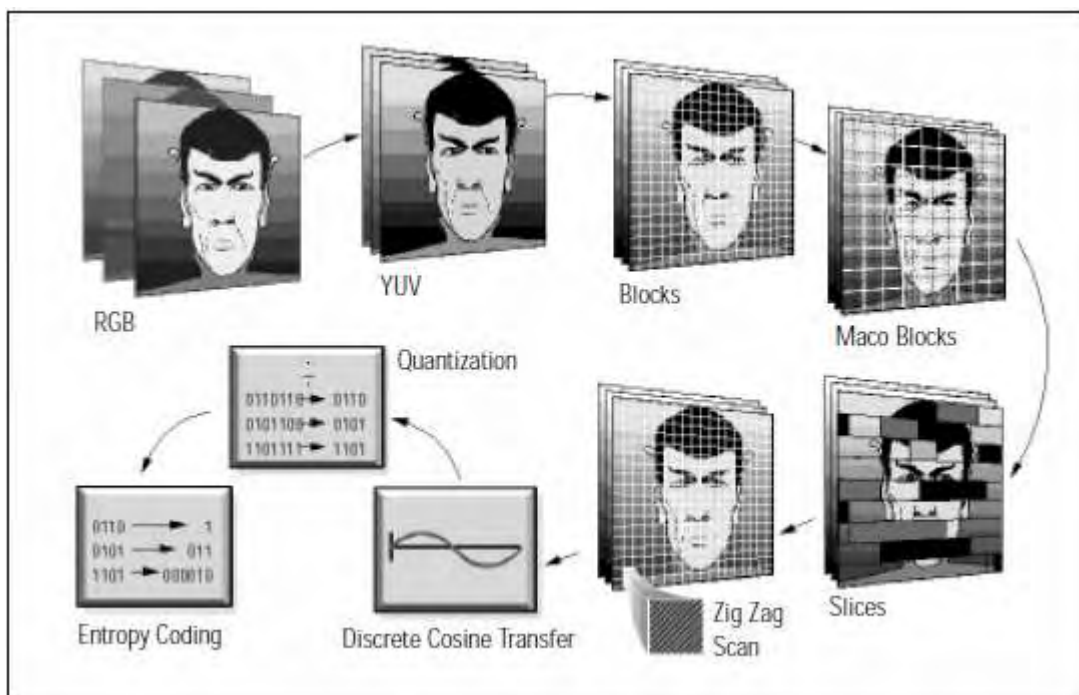 RGB
YUV
Blocks
Maco Blocks
Slices
Zig Zag
Scan
Discrete Cosine Transfer
Quantization
0110110 0110
0101100 0101
1101111 1101
Entropy Coding
0110 1
0101 011
1101 000010